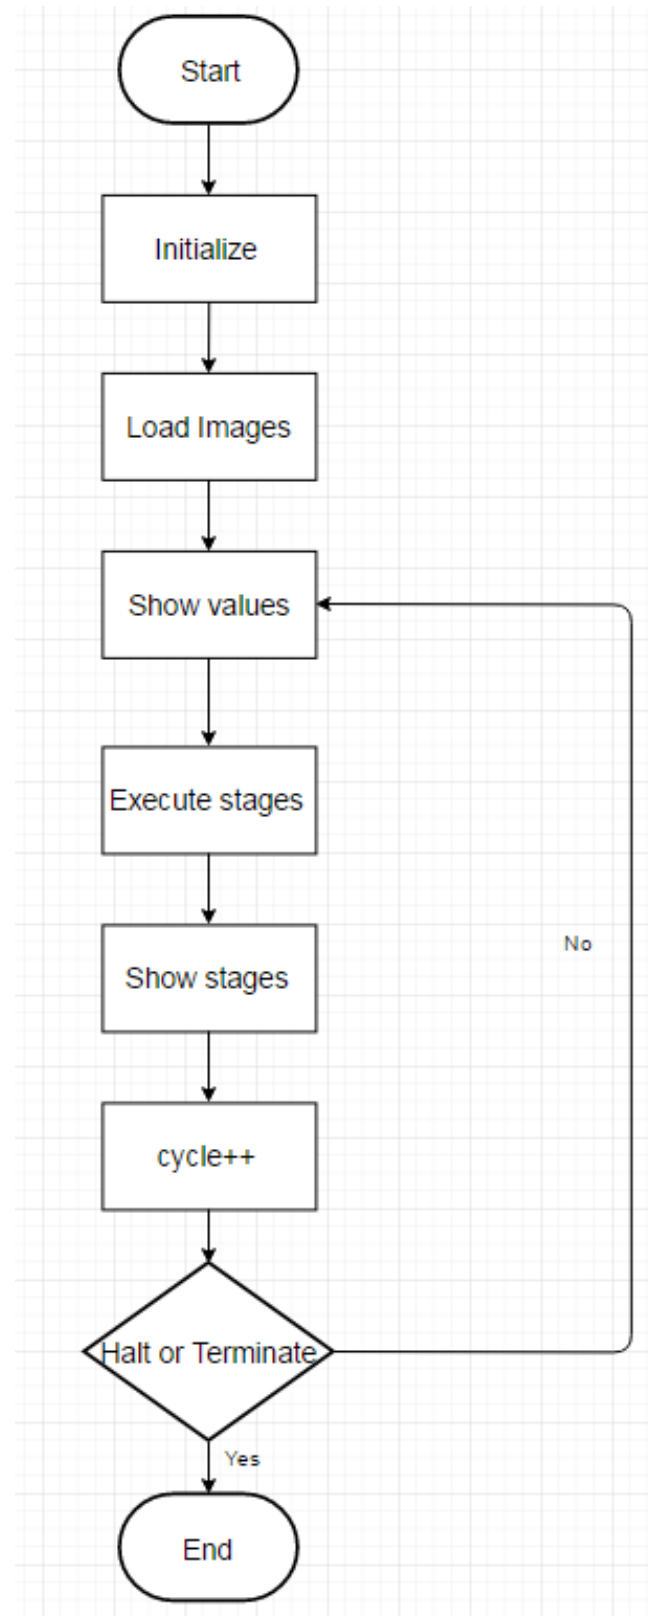 Start
Initialize
Load Images
Show values
Execute stages
No
Show stages
cycle++
Halt or Terminate
Yes
End